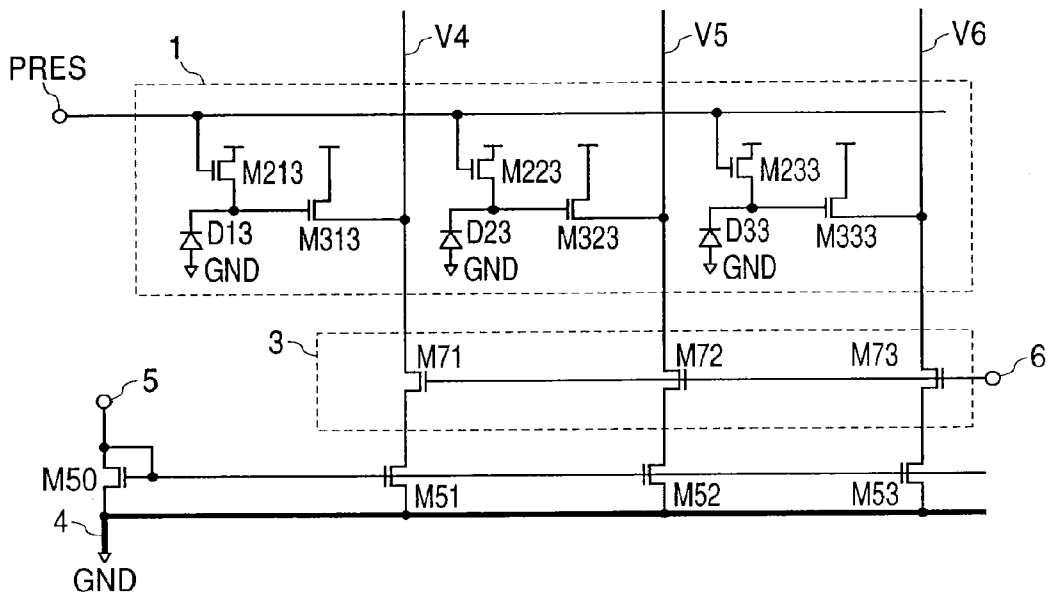 V4
V5
V6
1
PRES
M213
M223
M233
D13
M313
D23
M323
D33
M333
GND
GND
GND
3
M71
M72
M73
6
5
M50
M51
M52
M53
4
GND